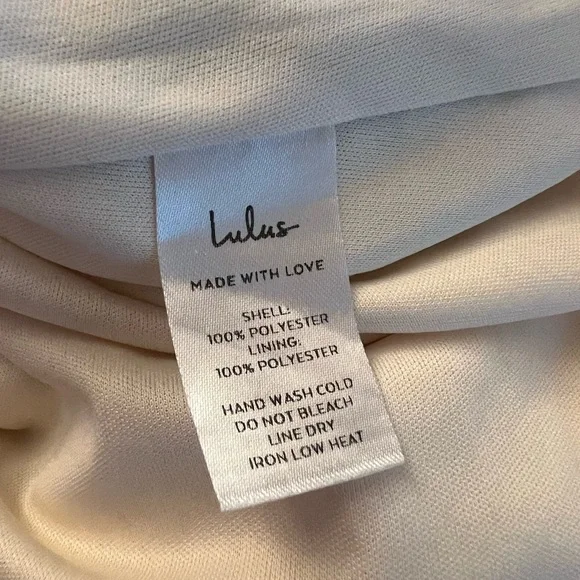 Lulus
MADE WITH LOVE
SHELL:
100% POLYESTER
LINING:
100% POLYESTER
HAND WASH COLD
DO NOT BLEACH
LINE DRY
IRON LOW HEAT